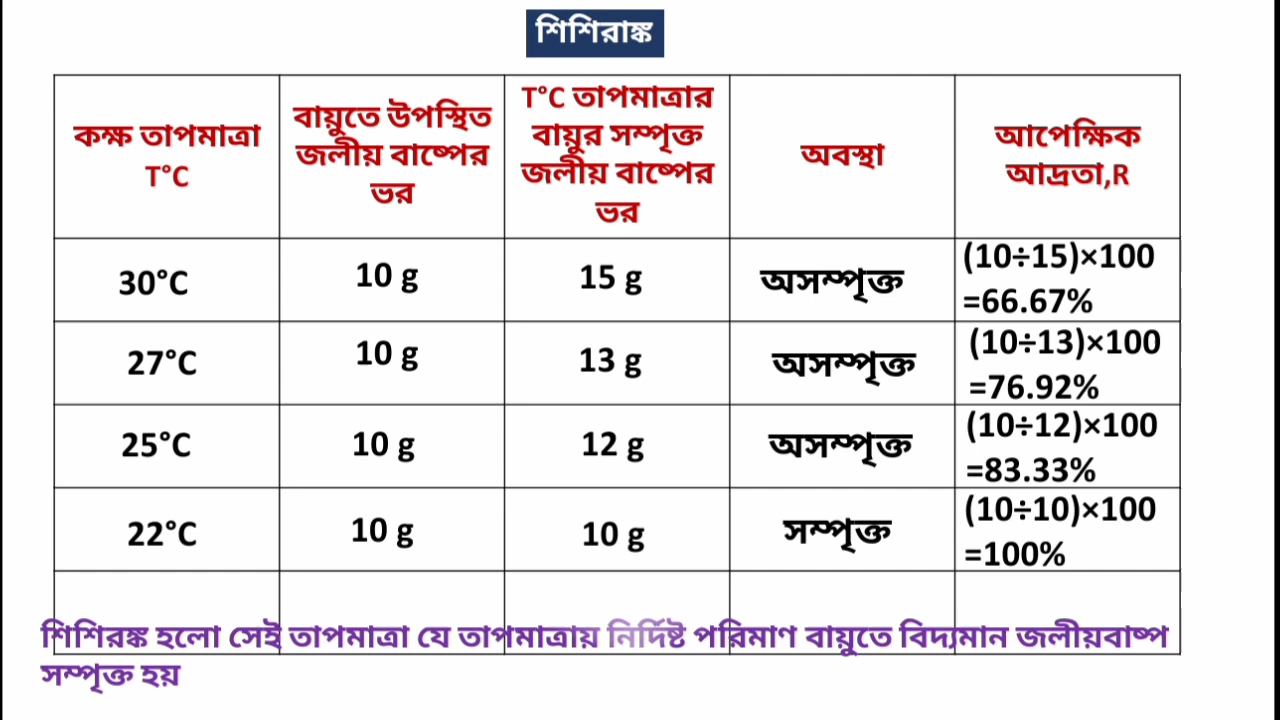 শিশিরাঙ্ক
কক্ষ তাপমাত্রা
T°C
বায়ুতে উপস্থিত
জলীয় বাষ্পের
ভর
T°C তাপমাত্রার
বায়ুর সম্পৃক্ত
জলীয় বাষ্পের
ভর
অবস্থা
আপেক্ষিক
আদ্রতা,R
30°C
10 g
15 g
অসম্পৃক্ত
(10÷15)×100
=66.67%
27°C
10 g
13 g
অসম্পৃক্ত
(10÷13)×100
=76.92%
25°C
10 g
12 g
অসম্পৃক্ত
(10÷12)×100
=83.33%
22°C
10 g
10 g
সম্পৃক্ত
(10÷10)×100
=100%
শিশিরঙ্ক হলো সেই তাপমাত্রা যে তাপমাত্রায় নির্দিষ্ট পরিমাণ বায়ুতে বিদ্যমান জলীয়বাষ্প
সম্পৃক্ত হয়